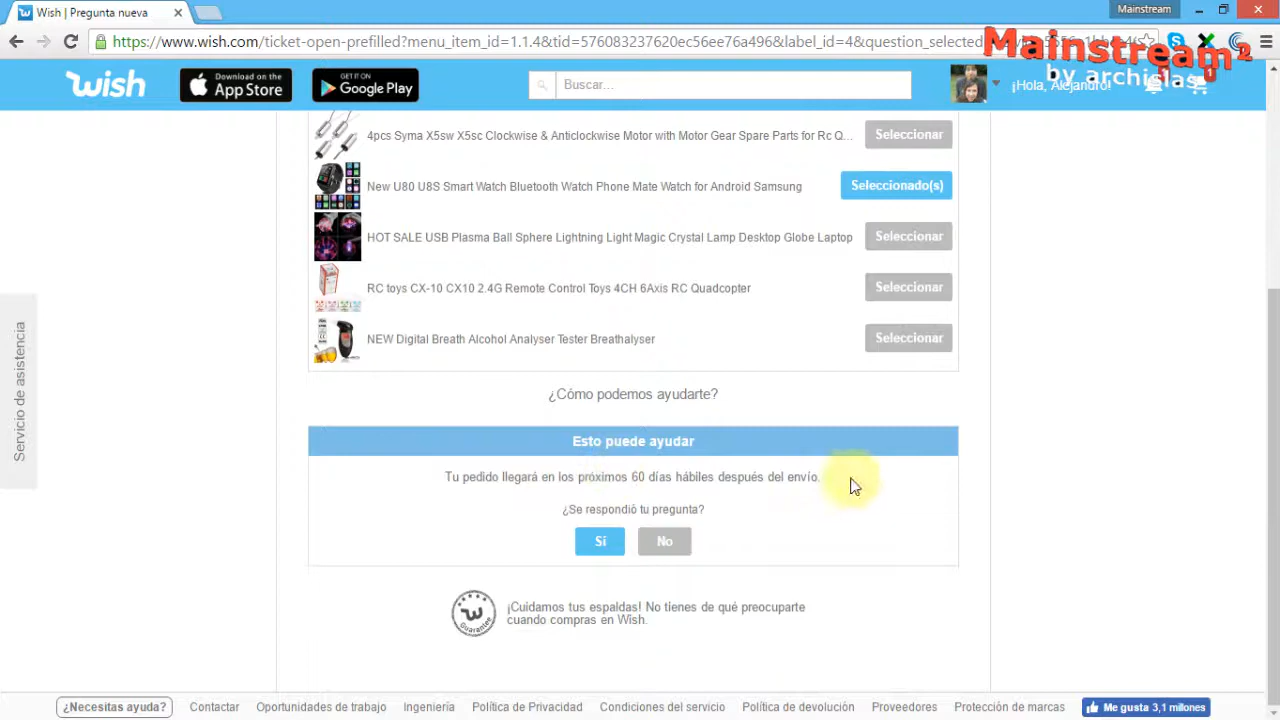 Wish | Pregunta nueva
Mainstream
https://www.wish.com/ticket-open-prefilled?menu_item_id=1.1.4&tid=576083237620ec56ee76a496&label_id=4&question_selected
Mainstream²
by archislas
wish
Download on the
App Store
GET IT ON
Google Play
Buscar...
¡Hola, Alejandro!
1
1
4pcs Syma X5sw X5sc Clockwise & Anticlockwise Motor with Motor Gear Spare Parts for Rc Q...
Seleccionar
New U80 U8S Smart Watch Bluetooth Watch Phone Mate Watch for Android Samsung
Seleccionado(s)
HOT SALE USB Plasma Ball Sphere Lightning Light Magic Crystal Lamp Desktop Globe Laptop
Seleccionar
RC toys CX-10 CX10 2.4G Remote Control Toys 4CH 6Axis RC Quadcopter
Seleccionar
NEW Digital Breath Alcohol Analyser Tester Breathalyser
Seleccionar
Servicio de asistencia
¿Cómo podemos ayudarte?
Esto puede ayudar
Tu pedido llegará en los próximos 60 días hábiles después del envío.
¿Se respondió tu pregunta?
Sí
No
Guarantee
¡Cuidamos tus espaldas! No tienes de qué preocuparte
cuando compras en Wish.
¿Necesitas ayuda?
Contactar
Oportunidades de trabajo
Ingeniería
Política de Privacidad
Condiciones del servicio
Política de devolución
Proveedores
Protección de marcas
Me gusta 3,1 millones